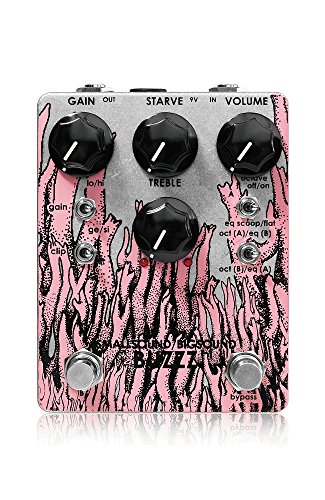 GAIN OUT STARVE 9V IN VOLUME
lo/hi TREBLE octave
off/on
gain
ge/si eq scoop/flat
oct (A)/eq (B)
clip
oct (B)/eq (A)
SMALLSOUND/BIGSOUND
BUZZZ
bypass